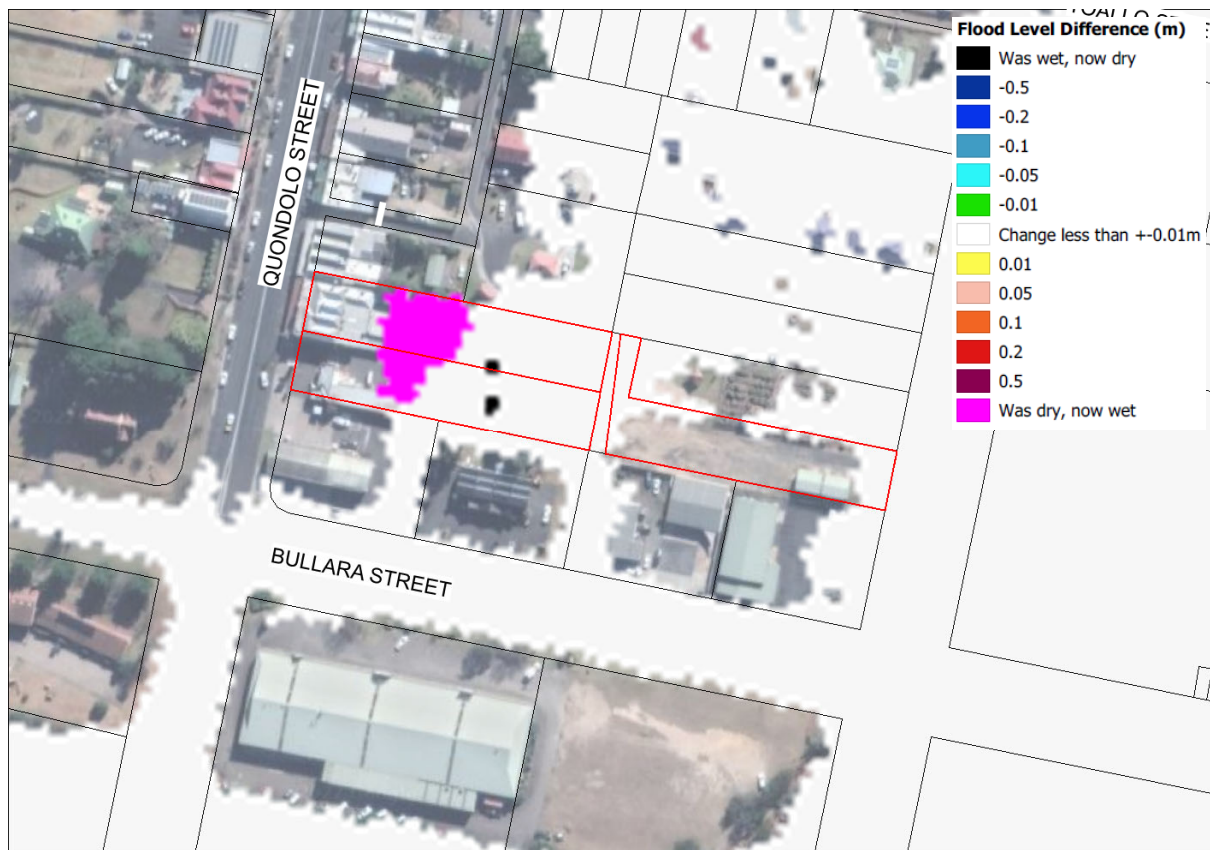 Flood Level Difference (m)
Was wet, now dry
-0.5
-0.2
-0.1
-0.05
-0.01
Change less than +-0.01m
0.01
0.05
0.1
0.2
0.5
Was dry, now wet
QUONDOLO STREET
BULLARA STREET